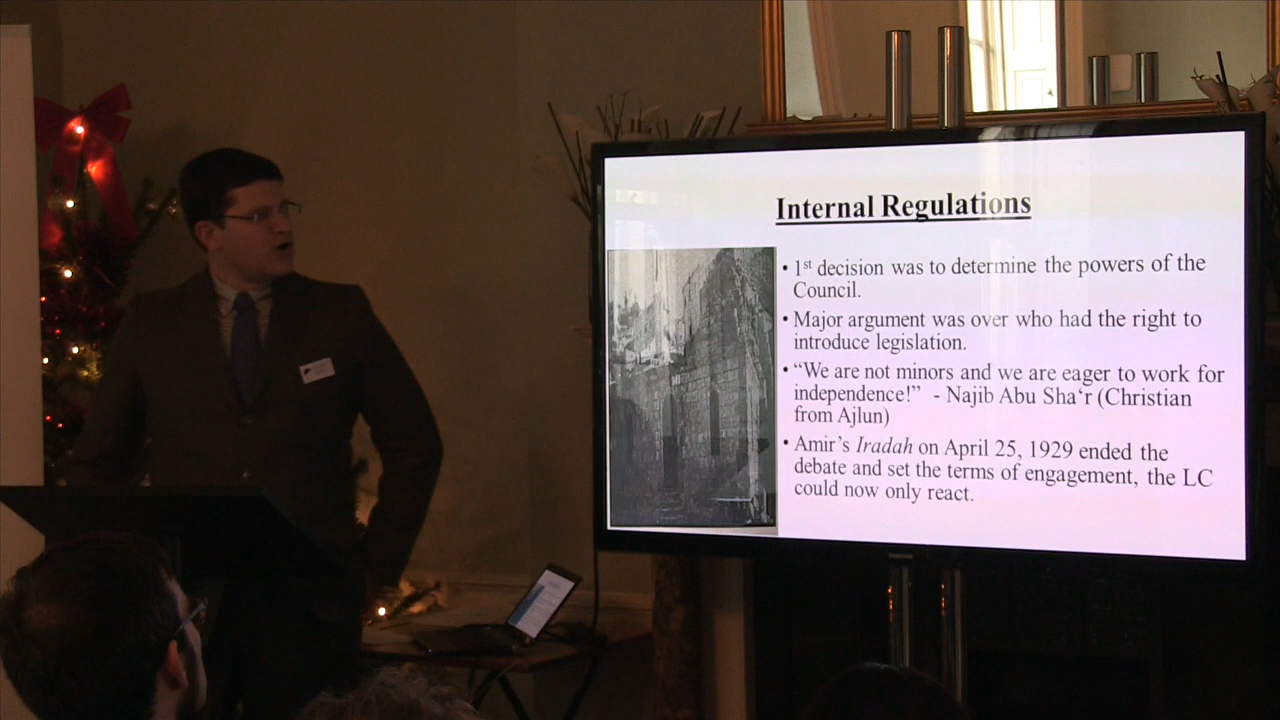 Internal Regulations
• 1st decision was to determine the powers of the
Council.
• Major argument was over who had the right to
introduce legislation.
• “We are not minors and we are eager to work for
independence!” - Najib Abu Sha‘r (Christian
from Ajlun)
• Amir’s Iradah on April 25, 1929 ended the
debate and set the terms of engagement, the LC
could now only react.
SAMSUNG